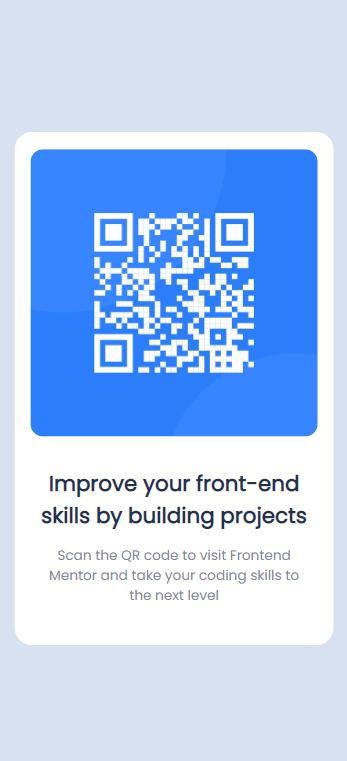 Improve your front-end
skills by building projects
Scan the QR code to visit Frontend
Mentor and take your coding skills to
the next level